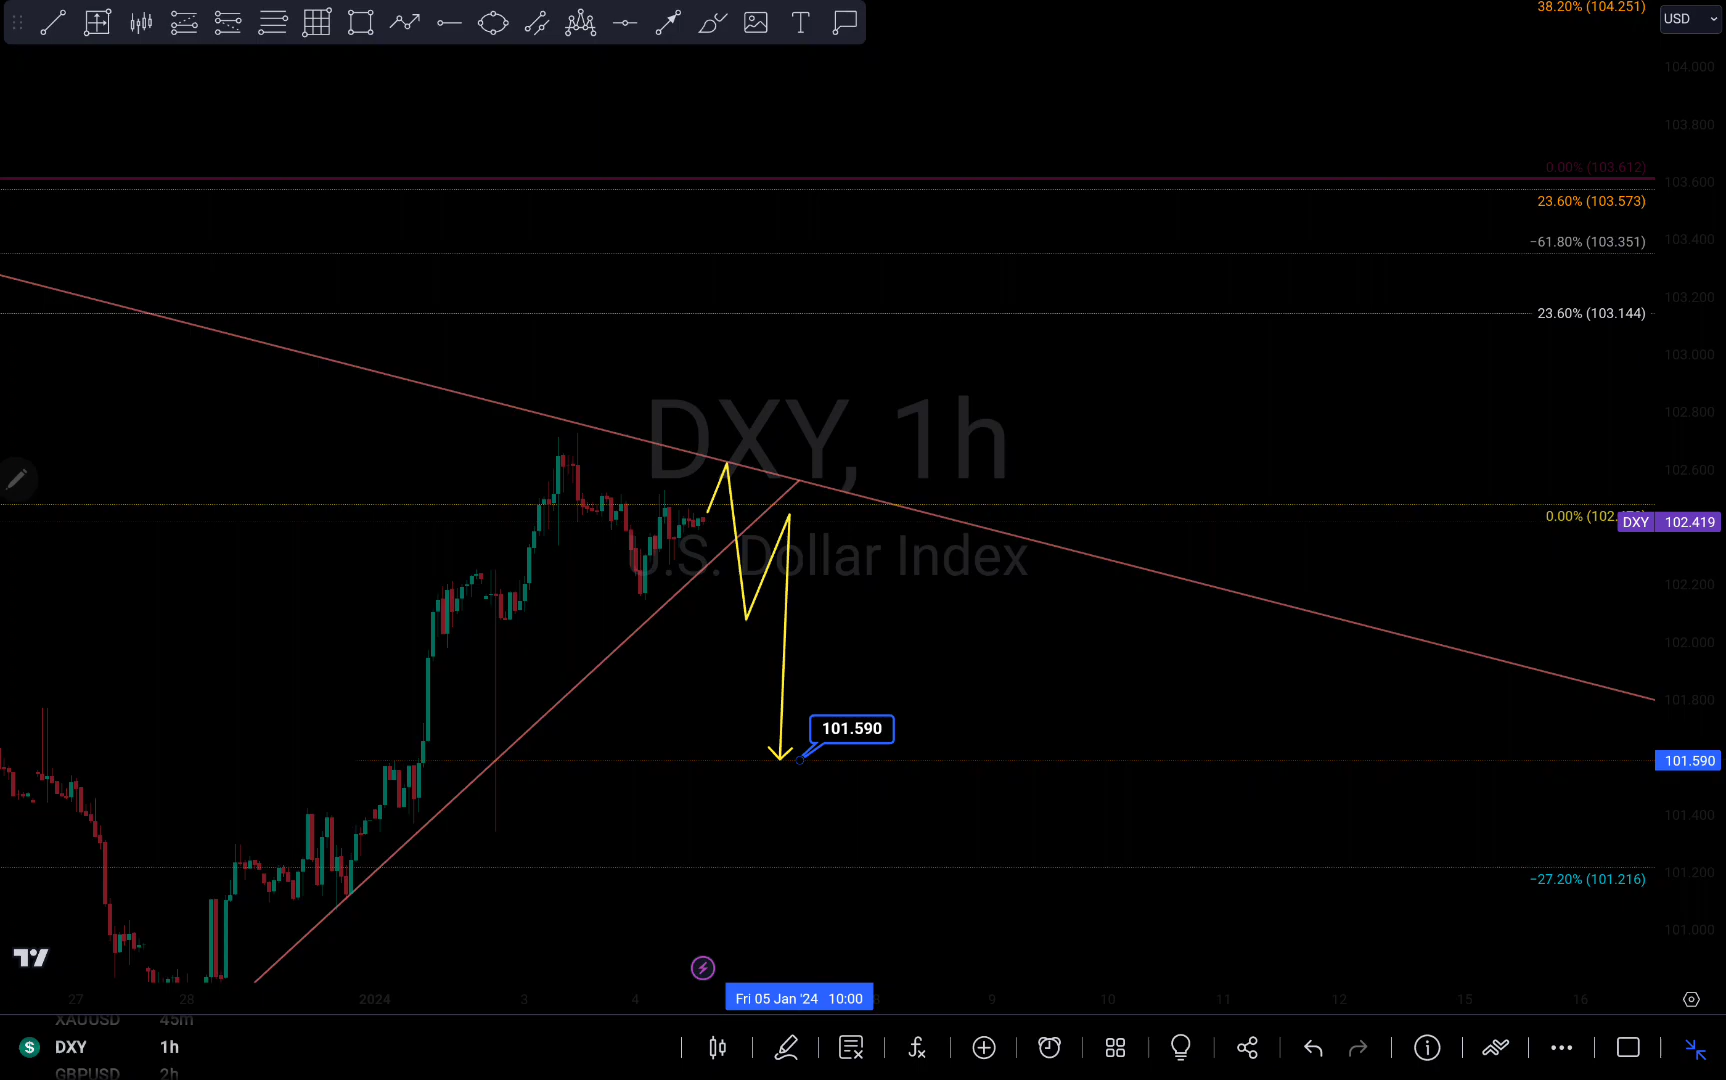 38.20% (104.251)
USD
104.000
103.800
0.00% (103.612)
103.600
23.60% (103.573)
−61.80% (103.351)
103.400
103.200
23.60% (103.144)
103.000
102.800
DXY, 1h
102.600
0.00% (102.
DXY 102.419
U.S. Dollar Index
102.200
102.000
101.800
101.590
101.590
101.400
101.200
−27.20% (101.216)
101.000
27 28 2024 3 4 Fri 05 Jan '24 10:00 8 9 10 11 12 15 16
XAUUSD 45m
$ DXY 1h
GBPUSD 2h